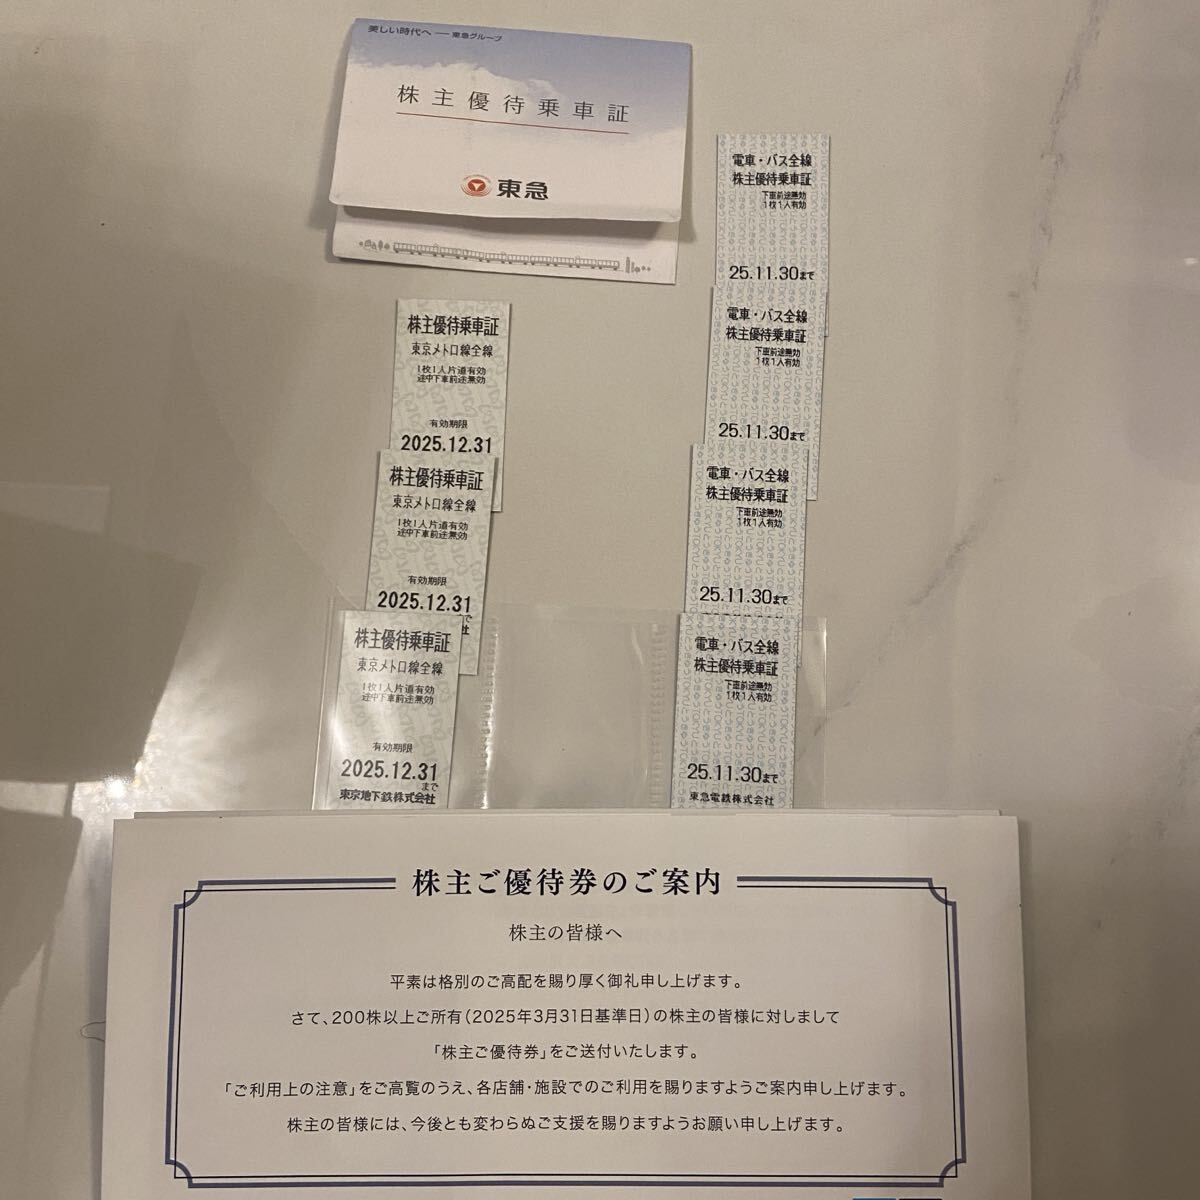 美しい時代へ — 東急グループ
株主優待乗車証
東急
電車・バス全線
株主優待乗車証
下車前途無効
1枚1人有効
25.11.30まで
電車・バス全線
株主優待乗車証
下車前途無効
1枚1人有効
25.11.30まで
電車・バス全線
株主優待乗車証
下車前途無効
1枚1人有効
25.11.30まで
電車・バス全線
株主優待乗車証
下車前途無効
1枚1人有効
25.11.30まで
東急電鉄株式会社
株主優待乗車証
東京メトロ線全線
1枚1人片道有効
途中下車前途無効
有効期限
2025.12.31
株主優待乗車証
東京メトロ線全線
1枚1人片道有効
途中下車前途無効
有効期限
2025.12.31
株主優待乗車証
東京メトロ線全線
1枚1人片道有効
途中下車前途無効
有効期限
2025.12.31
まで
東京地下鉄株式会社
株主ご優待券のご案内
株主の皆様へ
平素は格別のご高配を賜り厚く御礼申し上げます。
さて、200株以上ご所有(2025年3月31日基準日)の株主の皆様に対しまして
「株主ご優待券」をご送付いたします。
「ご利用上の注意」をご高覧のうえ、各店舗・施設でのご利用を賜りますようご案内申し上げます。
株主の皆様には、今後とも変わらぬご支援を賜りますようお願い申し上げます。